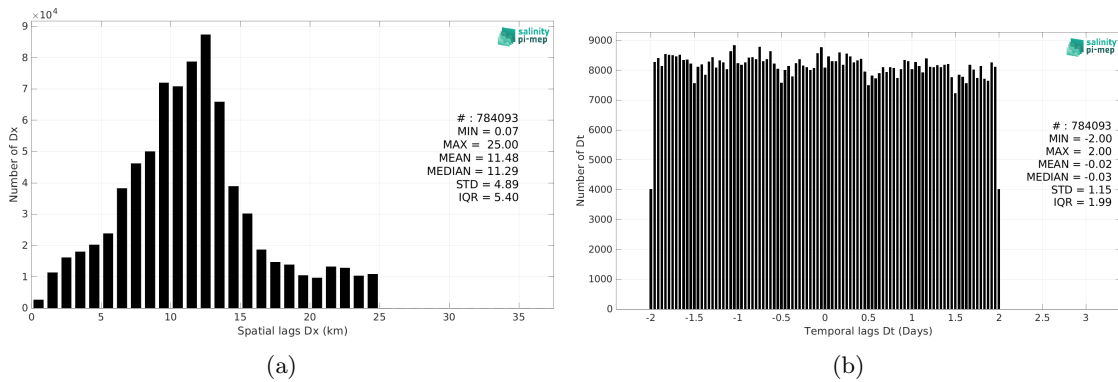 ×10⁴
9
8
7
6
5
4
3
2
1
0
Number of Dx
0 5 10 15 20 25 30 35
Spatial lags Dx (km)
salinity
pi-mep
# : 784093
MIN = 0.07
MAX = 25.00
MEAN = 11.48
MEDIAN = 11.29
STD = 4.89
IQR = 5.40
(a)
9000
8000
7000
6000
5000
4000
3000
2000
1000
0
Number of Dt
-2 -1.5 -1 -0.5 0 0.5 1 1.5 2 2.5 3
Temporal lags Dt (Days)
salinity
pi-mep
# : 784093
MIN = -2.00
MAX = 2.00
MEAN = -0.02
MEDIAN = -0.03
STD = 1.15
IQR = 1.99
(b)